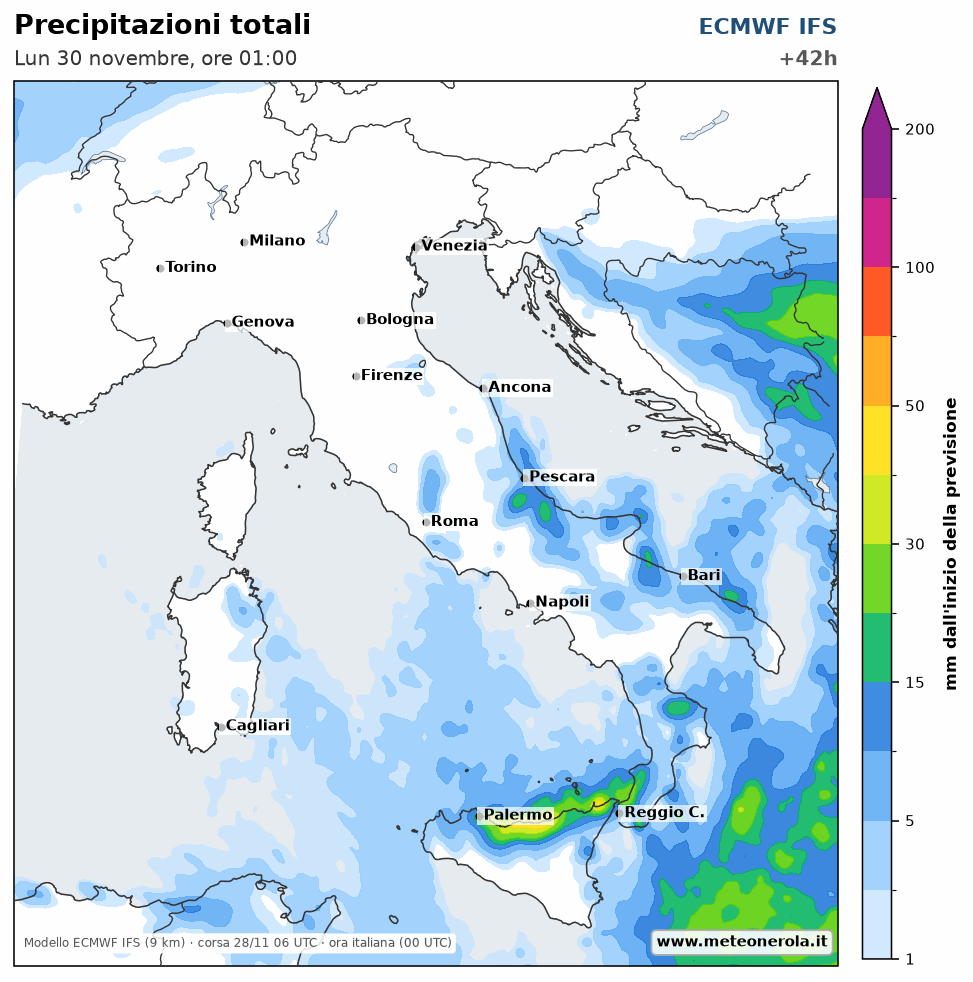 Precipitazioni totali
ECMWF IFS
Lun 30 novembre, ore 01:00
+42h
200
100
50
30
15
5
1
mm dall'inizio della previsione
Milano
Venezia
Torino
Genova
Bologna
Firenze
Ancona
Pescara
Roma
Bari
Napoli
Cagliari
Palermo
Reggio C.
Modello ECMWF IFS (9 km) · corsa 28/11 06 UTC · ora italiana (00 UTC)
www.meteonerola.it